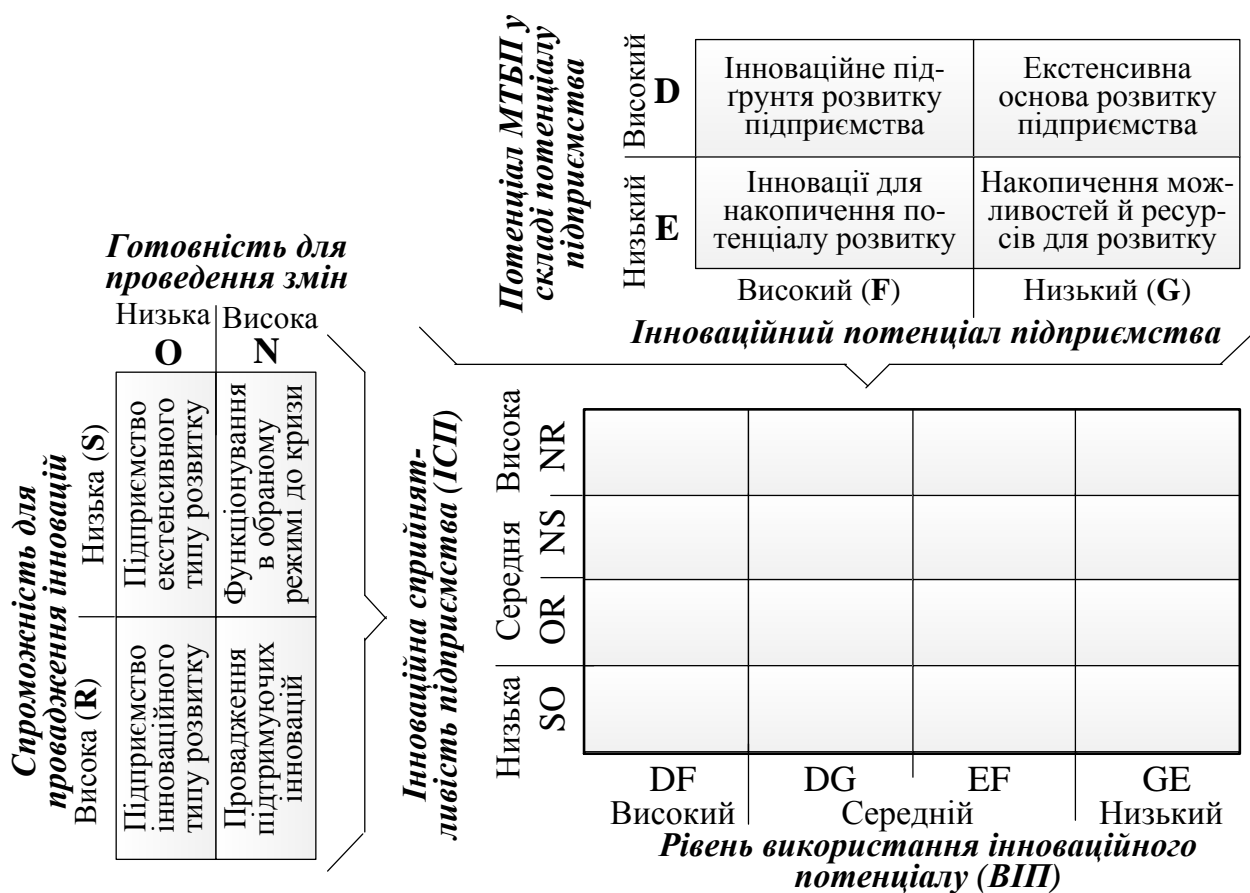 Потенціал МТБП у
складі потенціалу
підприємства
Високий D
Низький E
Інноваційне під-
ґрунтя розвитку
підприємства
Екстенсивна
основа розвитку
підприємства
Інновації для
накопичення по-
тенціалу розвитку
Накопичення мож-
ливостей й ресур-
сів для розвитку
Високий (F)
Низький (G)
Інноваційний потенціал підприємства
Готовність для
проведення змін
Низька
Висока
O
N
Спроможність для
провадження інновацій
Низька (S)
Висока (R)
Підприємство
екстенсивного
типу розвитку
Функціонування
в обраному
режимі до кризи
Підприємство
інноваційного
типу розвитку
Провадження
підтримуючих
інновацій
Інноваційна сприйнят-
ливість підприємства (ІСП)
Висока
NR
Середня
NS
OR
Низька
SO
DF
DG
EF
GE
Високий
Середній
Низький
Рівень використання інноваційного
потенціалу (ВІП)